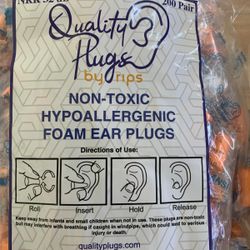 NRR 32 dB
200 Pair
Quality
Plugs
by nps
NON-TOXIC
HYPOALLERGENIC
FOAM EAR PLUGS
Directions of Use:
Roll
Insert
Hold
Release
Keep away from infants and small children when not in use. These plugs are non-toxic
but may interfere with breathing if caught in windpipe, which could lead to serious
injury or death.
qualityplugs.com